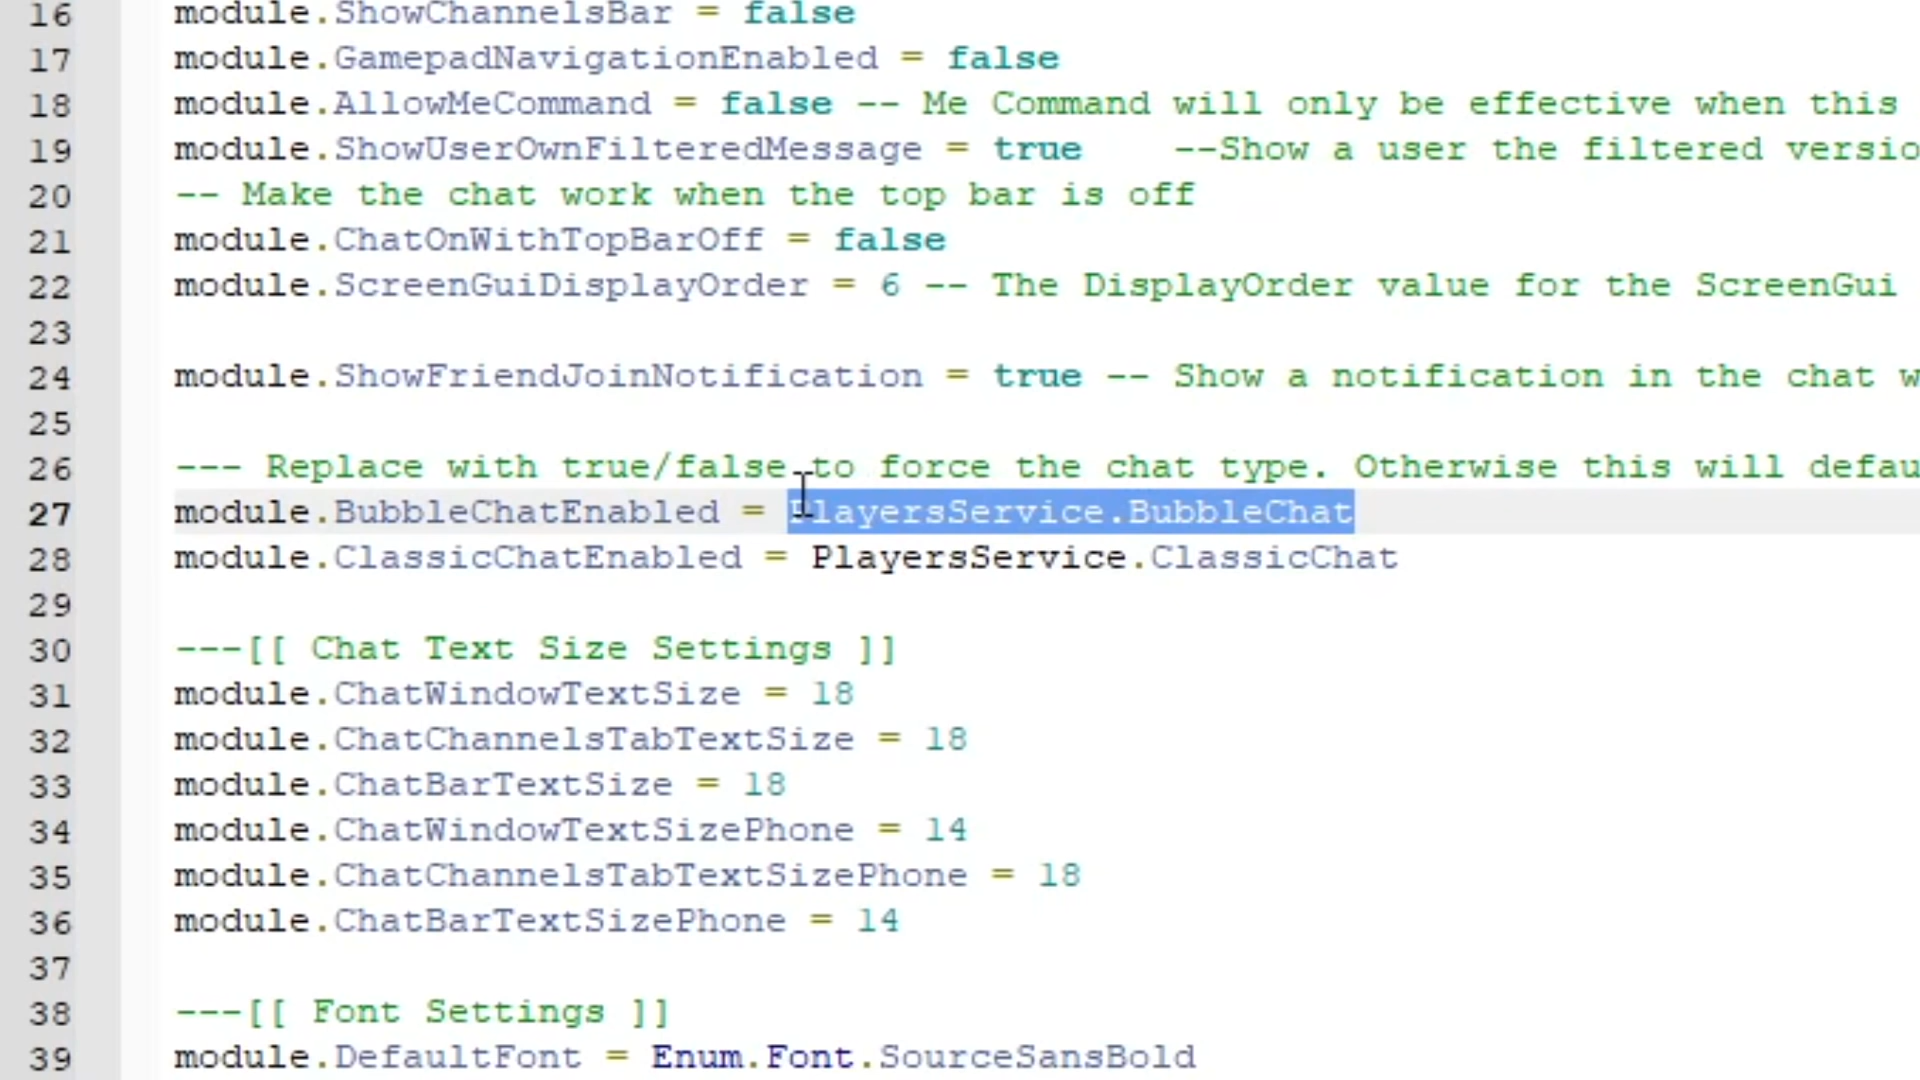 16 module.ShowChannelsBar = false
17 module.GamepadNavigationEnabled = false
18 module.AllowMeCommand = false -- Me Command will only be effective when this
19 module.ShowUserOwnFilteredMessage = true    --Show a user the filtered versio
20 -- Make the chat work when the top bar is off
21 module.ChatOnWithTopBarOff = false
22 module.ScreenGuiDisplayOrder = 6 -- The DisplayOrder value for the ScreenGui
23
24 module.ShowFriendJoinNotification = true -- Show a notification in the chat w
25
26 --- Replace with true/false to force the chat type. Otherwise this will defau
27 module.BubbleChatEnabled = PlayersService.BubbleChat
28 module.ClassicChatEnabled = PlayersService.ClassicChat
29
30 ---[[ Chat Text Size Settings ]]
31 module.ChatWindowTextSize = 18
32 module.ChatChannelsTabTextSize = 18
33 module.ChatBarTextSize = 18
34 module.ChatWindowTextSizePhone = 14
35 module.ChatChannelsTabTextSizePhone = 18
36 module.ChatBarTextSizePhone = 14
37
38 ---[[ Font Settings ]]
39 module.DefaultFont = Enum.Font.SourceSansBold